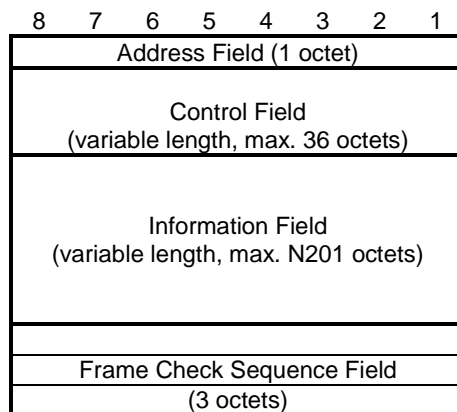 8 7 6 5 4 3 2 1
Address Field (1 octet)
Control Field
(variable length, max. 36 octets)
Information Field
(variable length, max. N201 octets)
Frame Check Sequence Field
(3 octets)